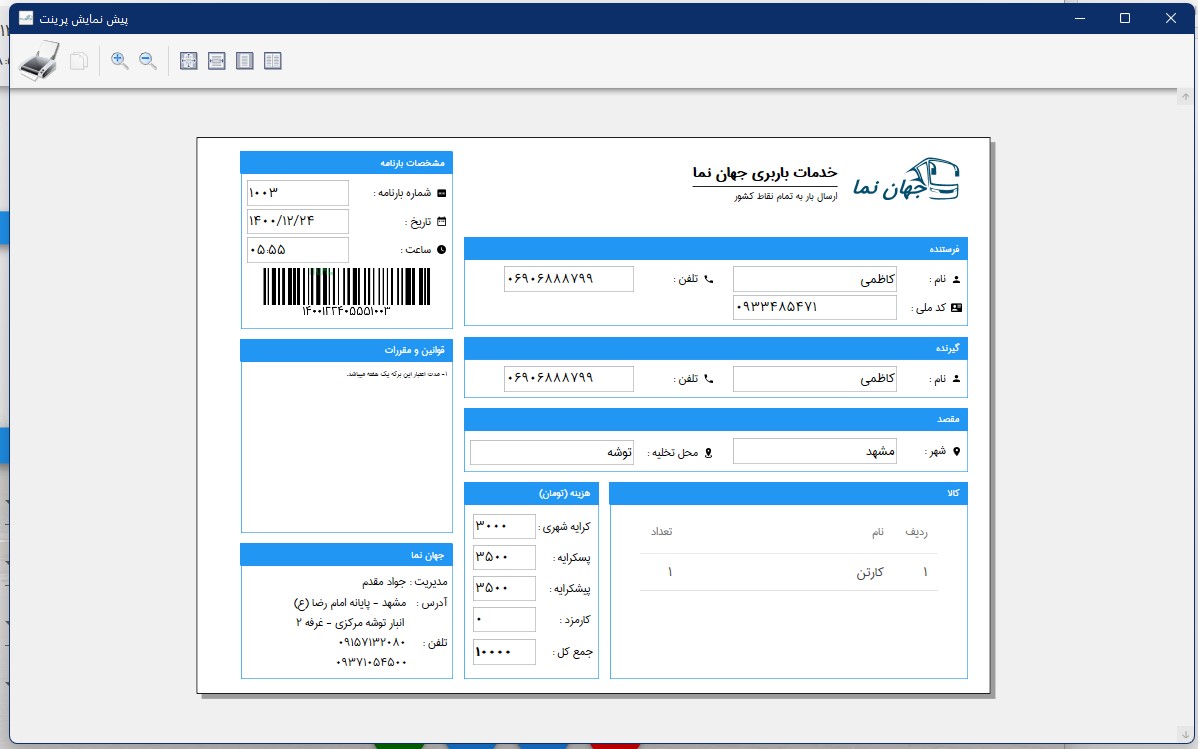 پیش نمایش پرینت
جهان نما
خدمات باربری جهان نما
ارسال بار به تمام نقاط کشور
فرستنده
نام : کاظمی
تلفن : ۰۶۹۰۶۸۸۸۷۹۹
کد ملی : ۰۹۳۳۴۸۵۴۷۱
گیرنده
نام : کاظمی
تلفن : ۰۶۹۰۶۸۸۸۷۹۹
مقصد
شهر : مشهد
محل تخلیه : توشه
کالا
ردیف نام تعداد
۱ کارتن ۱
هزینه (تومان)
کرایه شهری : ۳۰۰۰
پسکرایه : ۳۵۰۰
پیشکرایه : ۳۵۰۰
کارمزد : ۰
جمع کل : ۱۰۰۰۰
مشخصات بارنامه
شماره بارنامه : ۱۰۰۳
تاریخ : ۱۴۰۰/۱۲/۲۴
ساعت : ۰۵:۵۵
۱۴۰۰۱۲۲۴۰۵۵۵۱۰۰۳
قوانین و مقررات
۱- مدت اعتبار این برگه یک هفته میباشد.
جهان نما
مدیریت : جواد مقدم
آدرس : مشهد - پایانه امام رضا (ع)
انبار توشه مرکزی - غرفه ۲
تلفن : ۰۹۱۵۷۱۳۲۰۸۰
۰۹۳۷۱۰۵۴۵۰۰